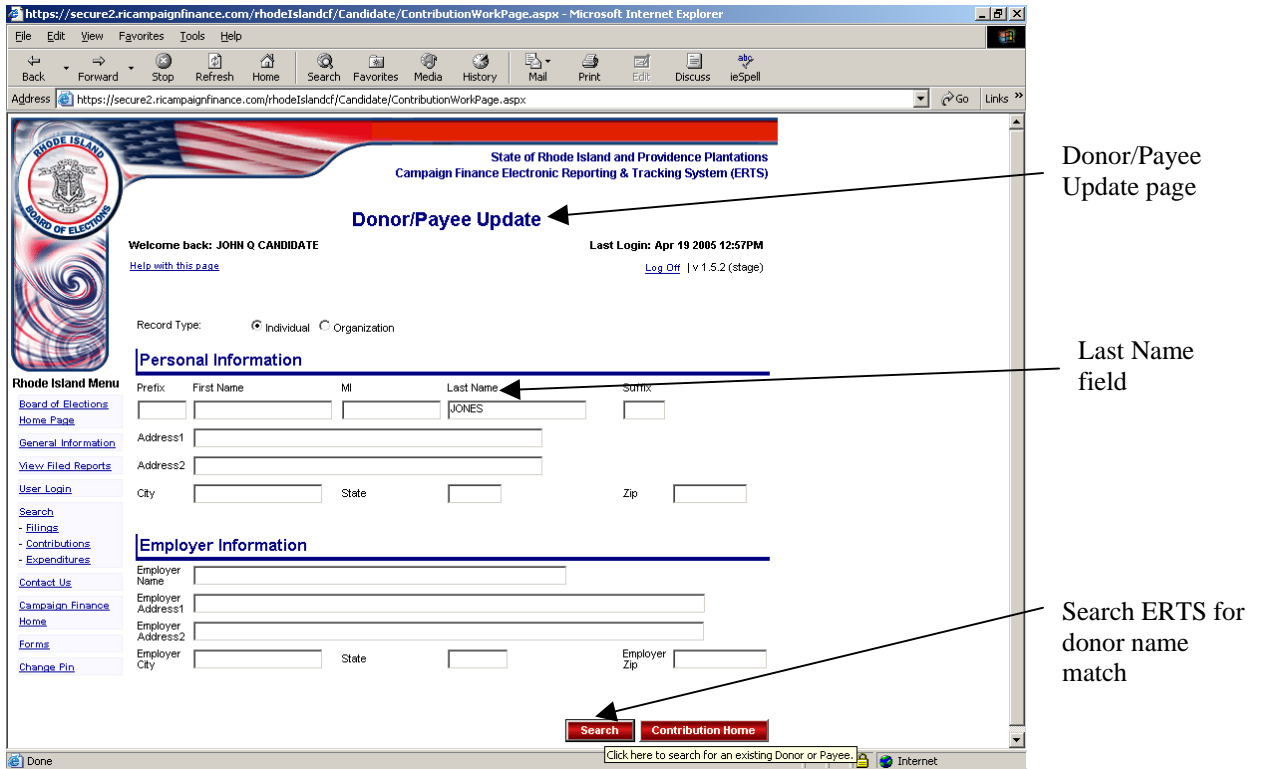 https://secure2.ricampaignfinance.com/rhodeIslandcf/Candidate/ContributionWorkPage.aspx - Microsoft Internet Explorer
File Edit View Favorites Tools Help
Back Forward Stop Refresh Home Search Favorites Media History Mail Print Edit Discuss ieSpell
Address https://secure2.ricampaignfinance.com/rhodeIslandcf/Candidate/ContributionWorkPage.aspx Go Links »
RHODE ISLAND
BOARD OF ELECTIONS
State of Rhode Island and Providence Plantations
Campaign Finance Electronic Reporting & Tracking System (ERTS)
Donor/Payee Update
Donor/Payee
Update page
Welcome back: JOHN Q CANDIDATE Last Login: Apr 19 2005 12:57PM
Help with this page Log Off | v 1.5.2 (stage)
Record Type: Individual Organization
Personal Information
Last Name
field
Prefix First Name MI Last Name Suffix
JONES
Address1
Address2
City State Zip
Employer Information
Employer
Name
Employer
Address1
Employer
Address2
Employer
City State Employer
Zip
Rhode Island Menu
Board of Elections
Home Page
General Information
View Filed Reports
User Login
Search
- Filings
- Contributions
- Expenditures
Contact Us
Campaign Finance
Home
Forms
Change Pin
Search ERTS for
donor name
match
Search Contribution Home
Click here to search for an existing Donor or Payee.
Done Internet